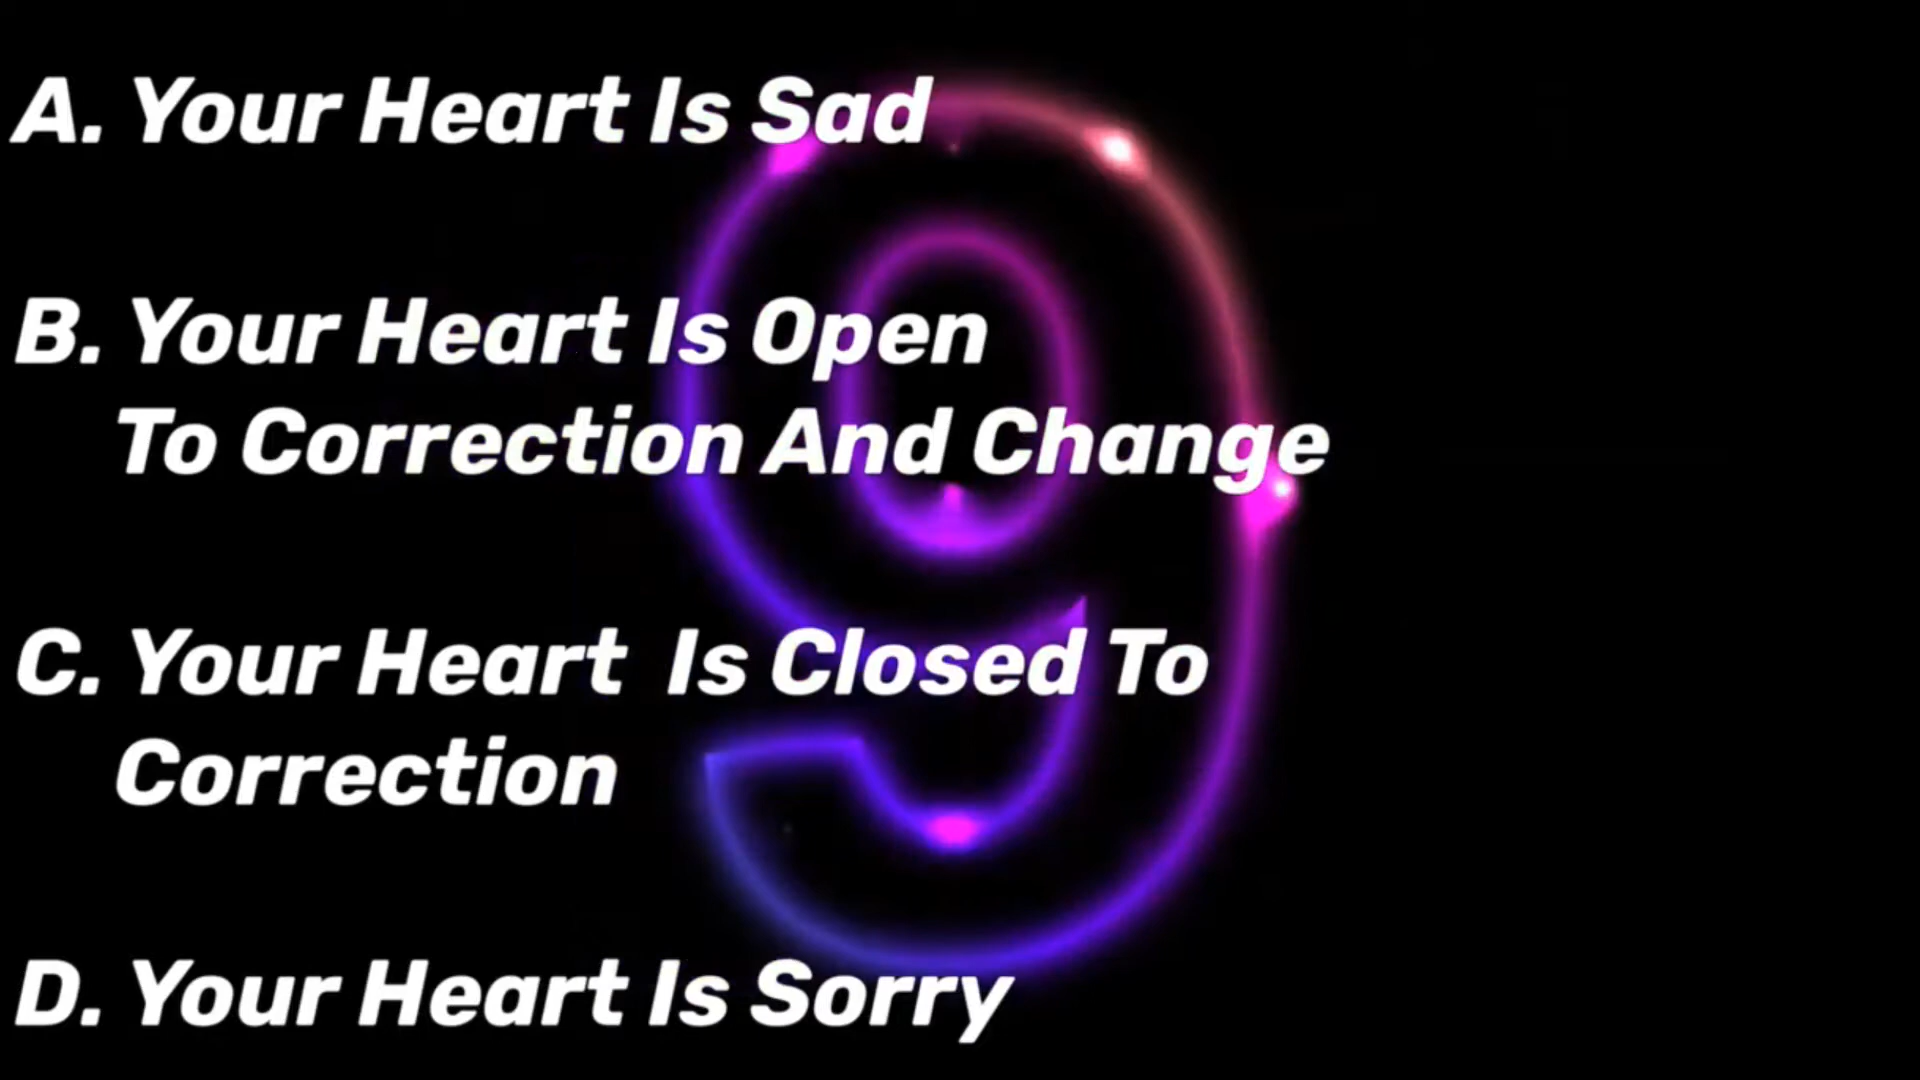 A. Your Heart Is Sad
B. Your Heart Is Open
To Correction And Change
C. Your Heart Is Closed To
Correction
D. Your Heart Is Sorry
9